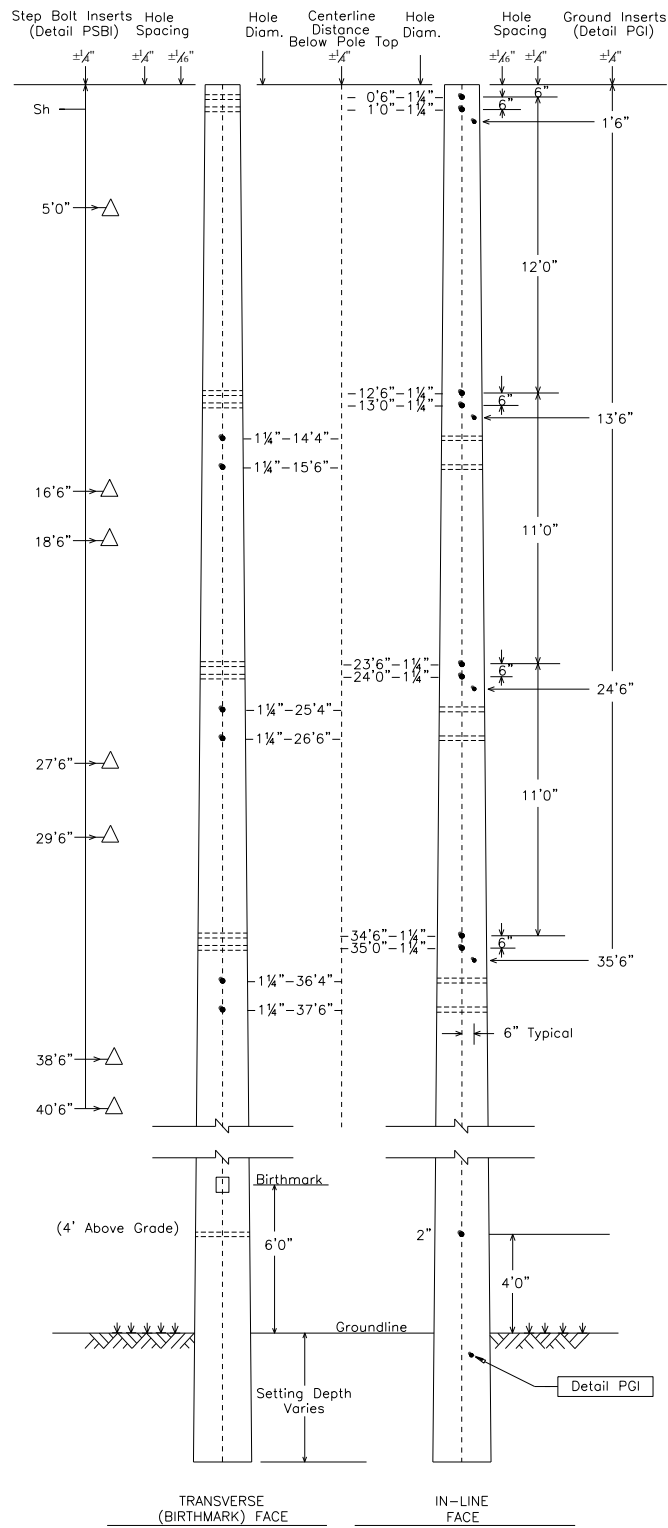 Step Bolt Inserts
(Detail PSBI)
±¼"
Hole
Spacing
±¼"
±1⁄16"
Hole
Diam.
Centerline
Distance
Below Pole Top
±¼"
Hole
Diam.
Hole
Spacing
±1⁄16"
±¼"
Ground Inserts
(Detail PGI)
±¼"
0'6"-1¼"
6"
Sh
1'0"-1¼"
6"
1'6"
5'0"
12'0"
12'6"-1¼"
6"
13'0"-1¼"
13'6"
1¼"-14'4"
1¼"-15'6"
16'6"
18'6"
11'0"
23'6"-1¼"
6"
24'0"-1¼"
24'6"
1¼"-25'4"
1¼"-26'6"
27'6"
11'0"
29'6"
34'6"-1¼"
6"
35'0"-1¼"
35'6"
1¼"-36'4"
1¼"-37'6"
6" Typical
38'6"
40'6"
Birthmark
(4' Above Grade)
6'0"
2"
4'0"
Groundline
Setting Depth
Varies
Detail PGI
TRANSVERSE
(BIRTHMARK) FACE
IN-LINE
FACE